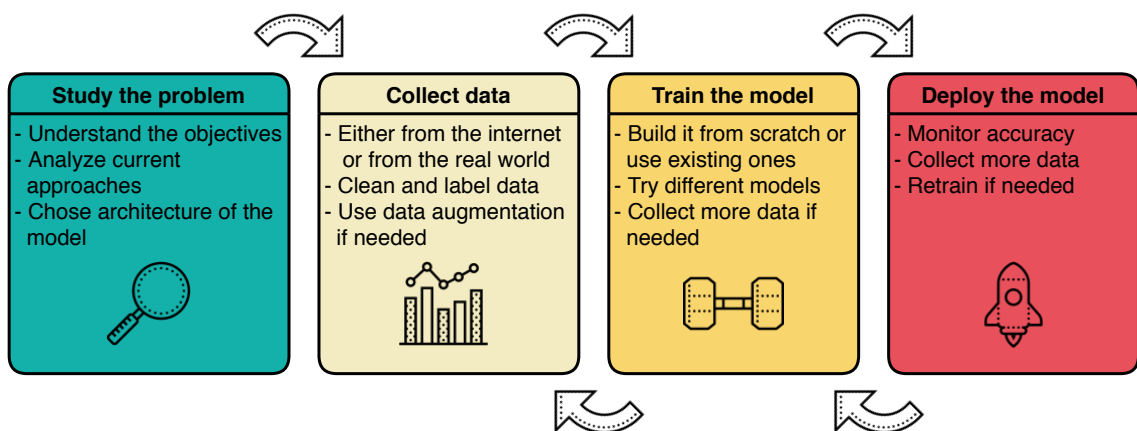 Study the problem
- Understand the objectives
- Analyze current
approaches
- Chose architecture of the
model
Collect data
- Either from the internet
or from the real world
- Clean and label data
- Use data augmentation
if needed
Train the model
- Build it from scratch or
use existing ones
- Try different models
- Collect more data if
needed
Deploy the model
- Monitor accuracy
- Collect more data
- Retrain if needed